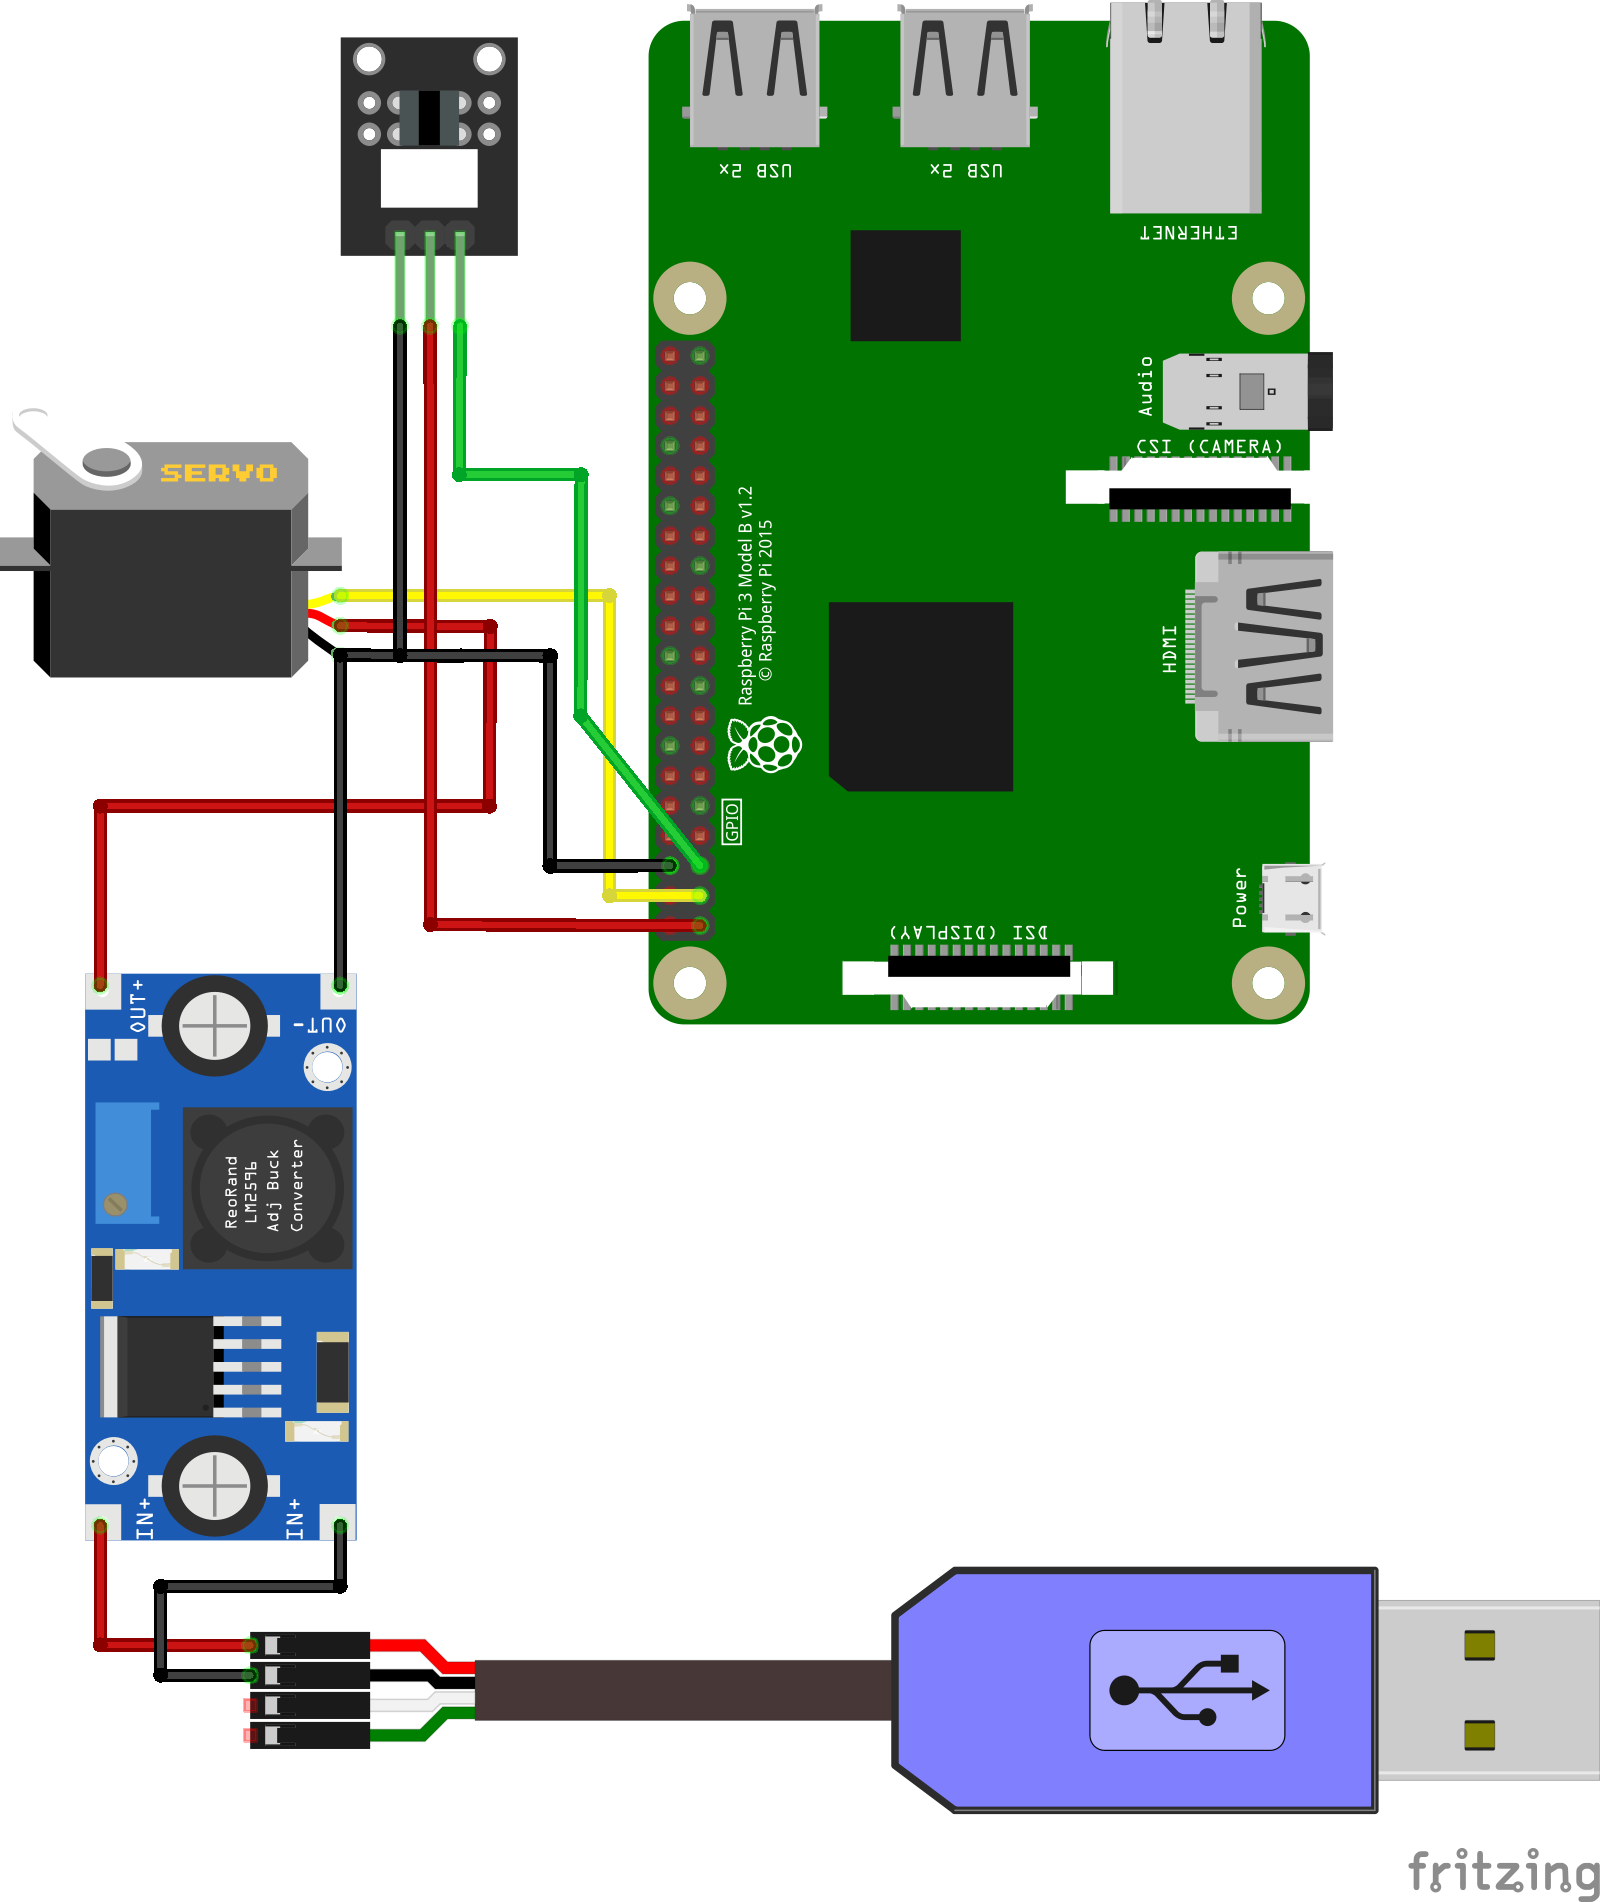 USB 2x
USB 2x
ETHERNET
Audio
CSI (CAMERA)
SERVO
Raspberry Pi 3 Model B v1.2
© Raspberry Pi 2015
HDMI
GPIO
Power
DSI (DISPLAY)
OUT+
OUT-
ReoRand
LM2596
Adj Buck
Converter
IN+
IN+
fritzing